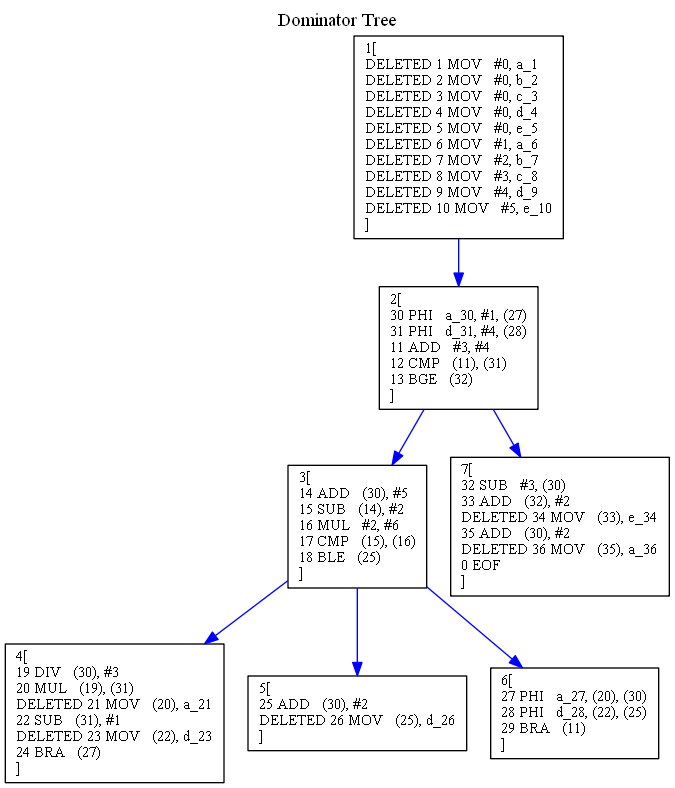 Dominator Tree
1[
DELETED 1 MOV #0, a_1
DELETED 2 MOV #0, b_2
DELETED 3 MOV #0, c_3
DELETED 4 MOV #0, d_4
DELETED 5 MOV #0, e_5
DELETED 6 MOV #1, a_6
DELETED 7 MOV #2, b_7
DELETED 8 MOV #3, c_8
DELETED 9 MOV #4, d_9
DELETED 10 MOV #5, e_10
]
2[
30 PHI a_30, #1, (27)
31 PHI d_31, #4, (28)
11 ADD #3, #4
12 CMP (11), (31)
13 BGE (32)
]
3[
14 ADD (30), #5
15 SUB (14), #2
16 MUL #2, #6
17 CMP (15), (16)
18 BLE (25)
]
7[
32 SUB #3, (30)
33 ADD (32), #2
DELETED 34 MOV (33), e_34
35 ADD (30), #2
DELETED 36 MOV (35), a_36
0 EOF
]
4[
19 DIV (30), #3
20 MUL (19), (31)
DELETED 21 MOV (20), a_21
22 SUB (31), #1
DELETED 23 MOV (22), d_23
24 BRA (27)
]
5[
25 ADD (30), #2
DELETED 26 MOV (25), d_26
]
6[
27 PHI a_27, (20), (30)
28 PHI d_28, (22), (25)
29 BRA (11)
]